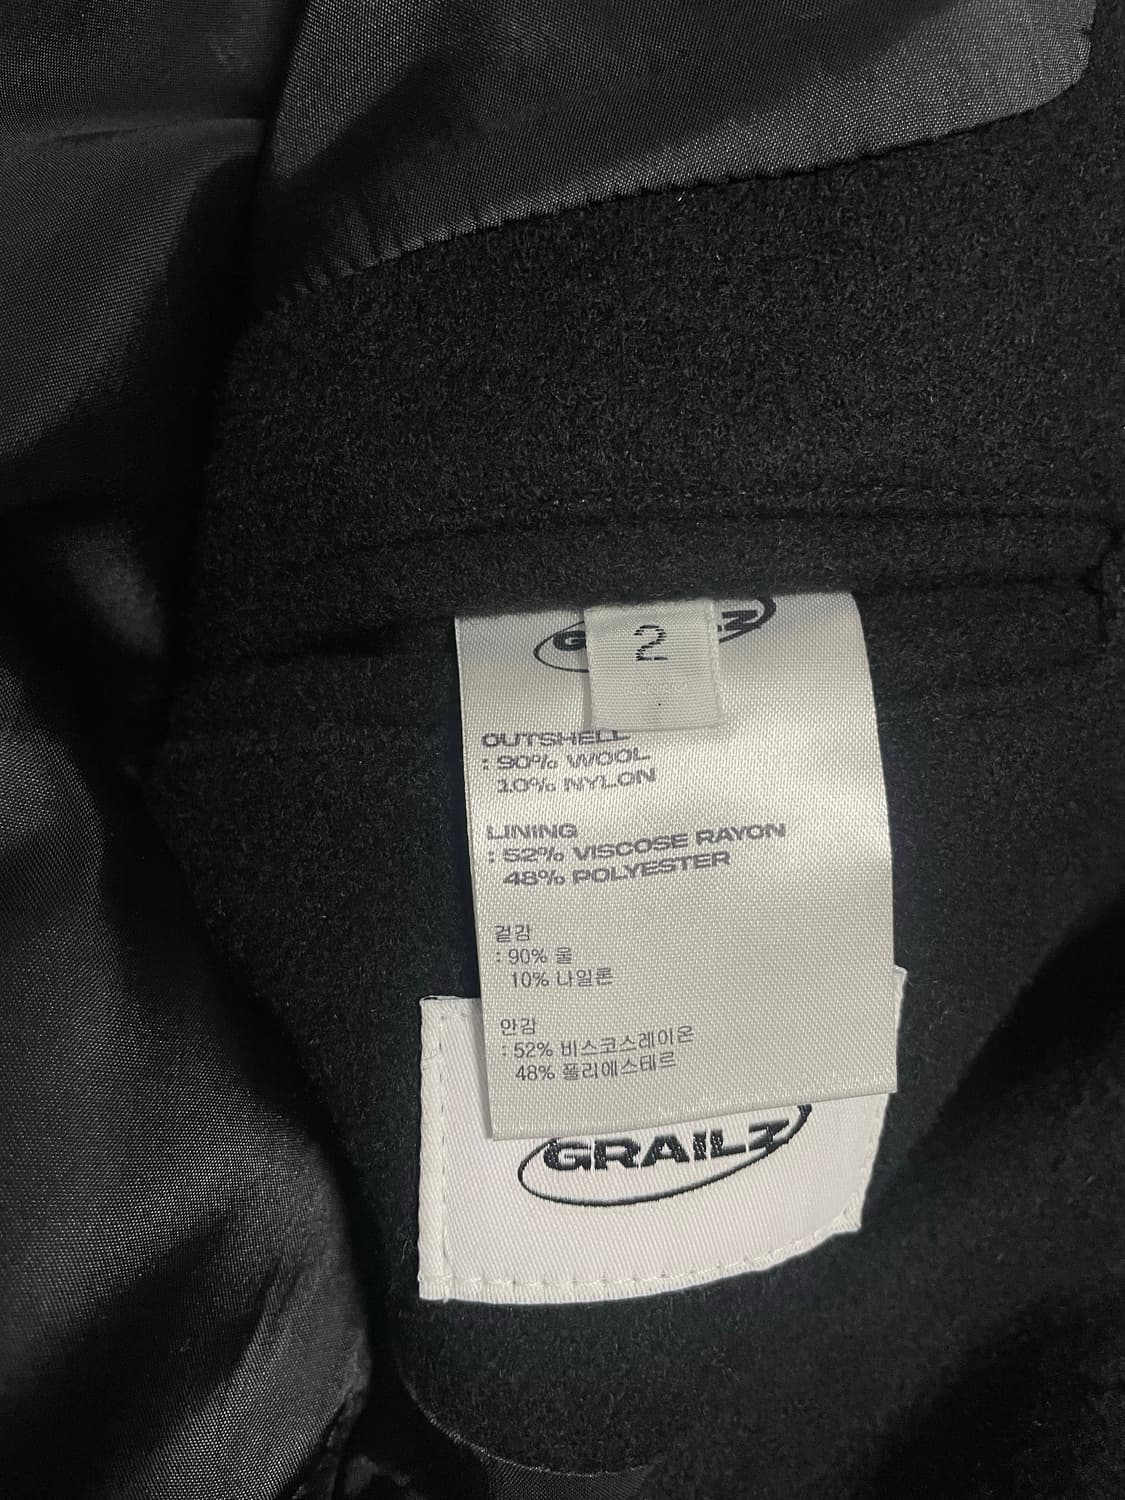 2
OUTSHELL
: 90% WOOL
10% NYLON
LINING
: 52% VISCOSE RAYON
48% POLYESTER
겉감
: 90% 울
10% 나일론
안감
: 52% 비스코스레이온
48% 폴리에스테르
GRAILZ